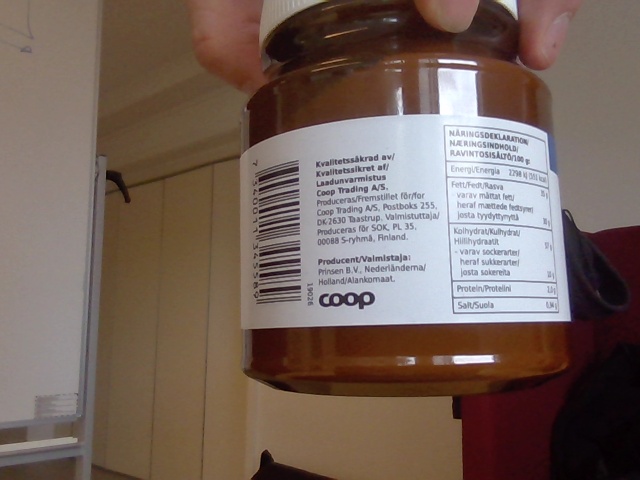 Kvalitetssäkrad av/
Kvalitetssikret af/
Laadunvarmistus
Coop Trading A/S.
Produceras/Fremstillet för/for
Coop Trading A/S, Postboks 255,
DK-2630 Taastrup. Valmistuttaja/
Produceras för SOK, PL 35,
00088 S-ryhmä, Finland.
Producent/Valmistaja:
Prinsen B.V., Nederländerna/
Holland/Alankomaat.
19026
coop
NÄRINGSDEKLARATION/
NÆRINGSINDHOLD/
RAVINTOSISÄLTÖ/100 g:
Energi/Energia 2298 kJ
Fett/Fedt/Rasva
- varav mättat fett/
heraf mættede fedtsyrer/
josta tyydyttynyttä
Kolhydrat/Kulhydrat/
Hiilihydraatit
- varav sockerarter/
heraf sukkerarter/
josta sokereita
Protein/Proteiini
Salt/Suola